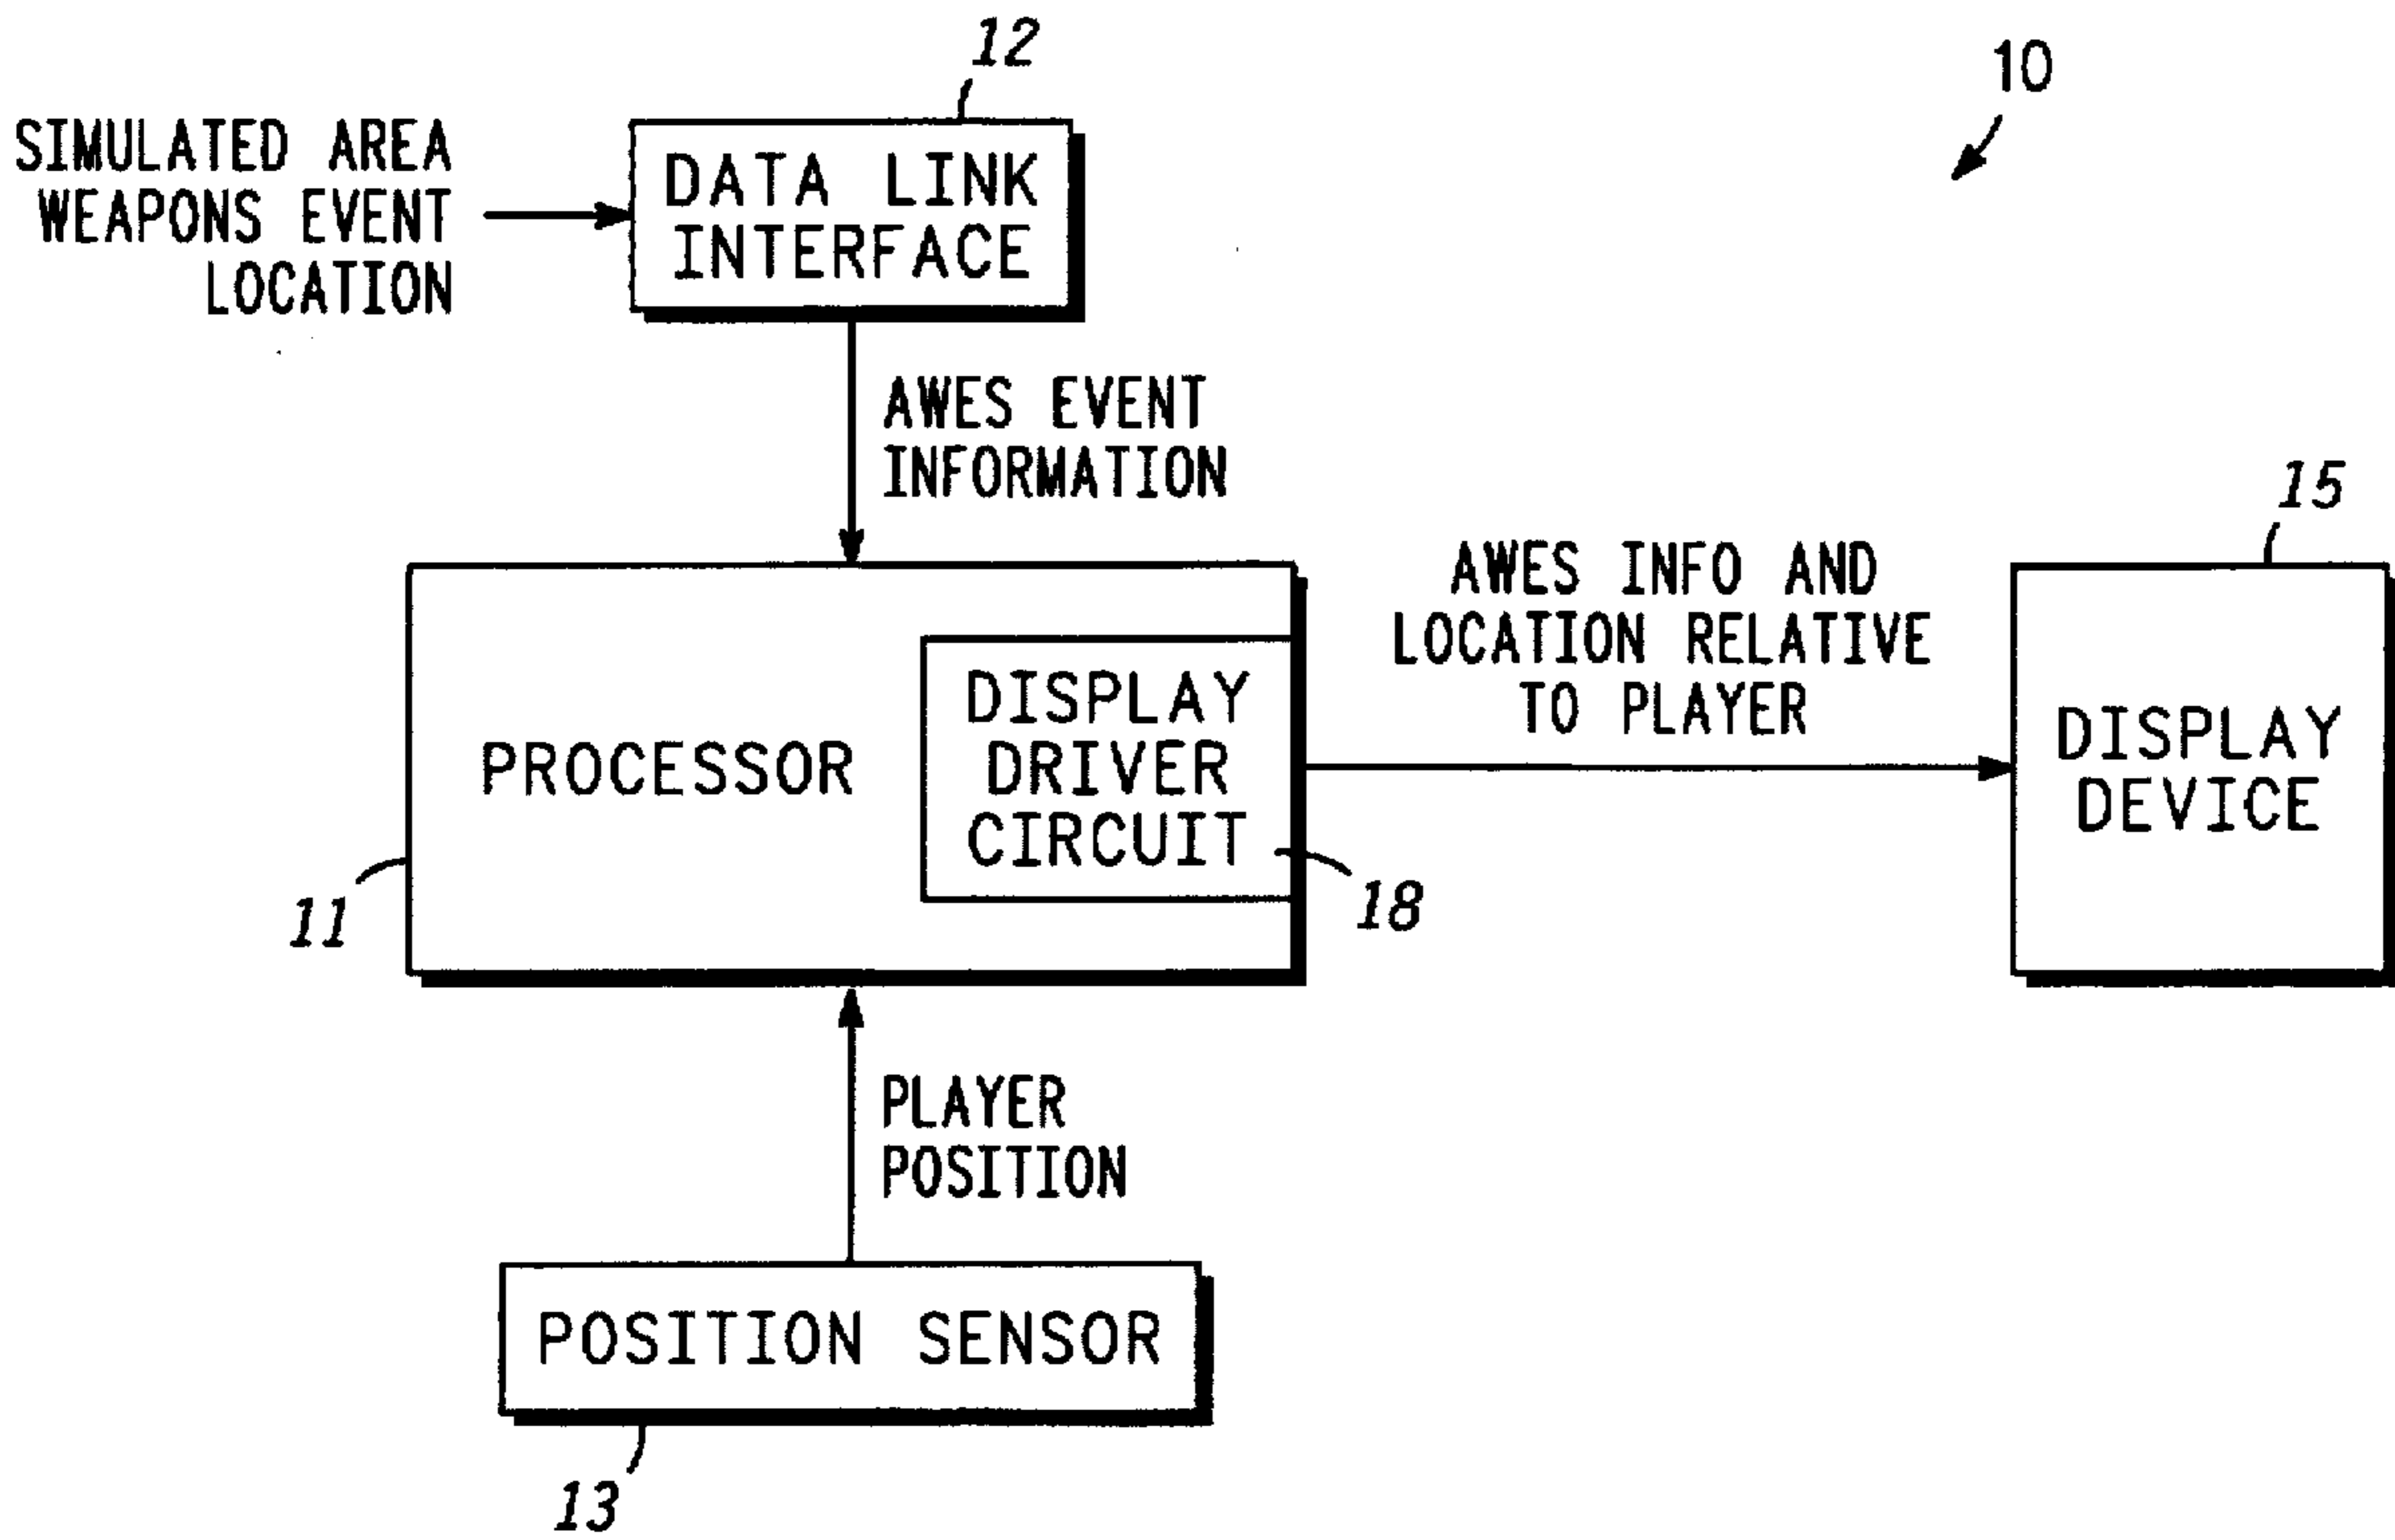 12
10
SIMULATED AREA
WEAPONS EVENT
LOCATION
DATA LINK
INTERFACE
AWES EVENT
INFORMATION
15
AWES INFO AND
LOCATION RELATIVE
TO PLAYER
PROCESSOR
DISPLAY
DRIVER
CIRCUIT
DISPLAY
DEVICE
11
18
PLAYER
POSITION
POSITION SENSOR
13